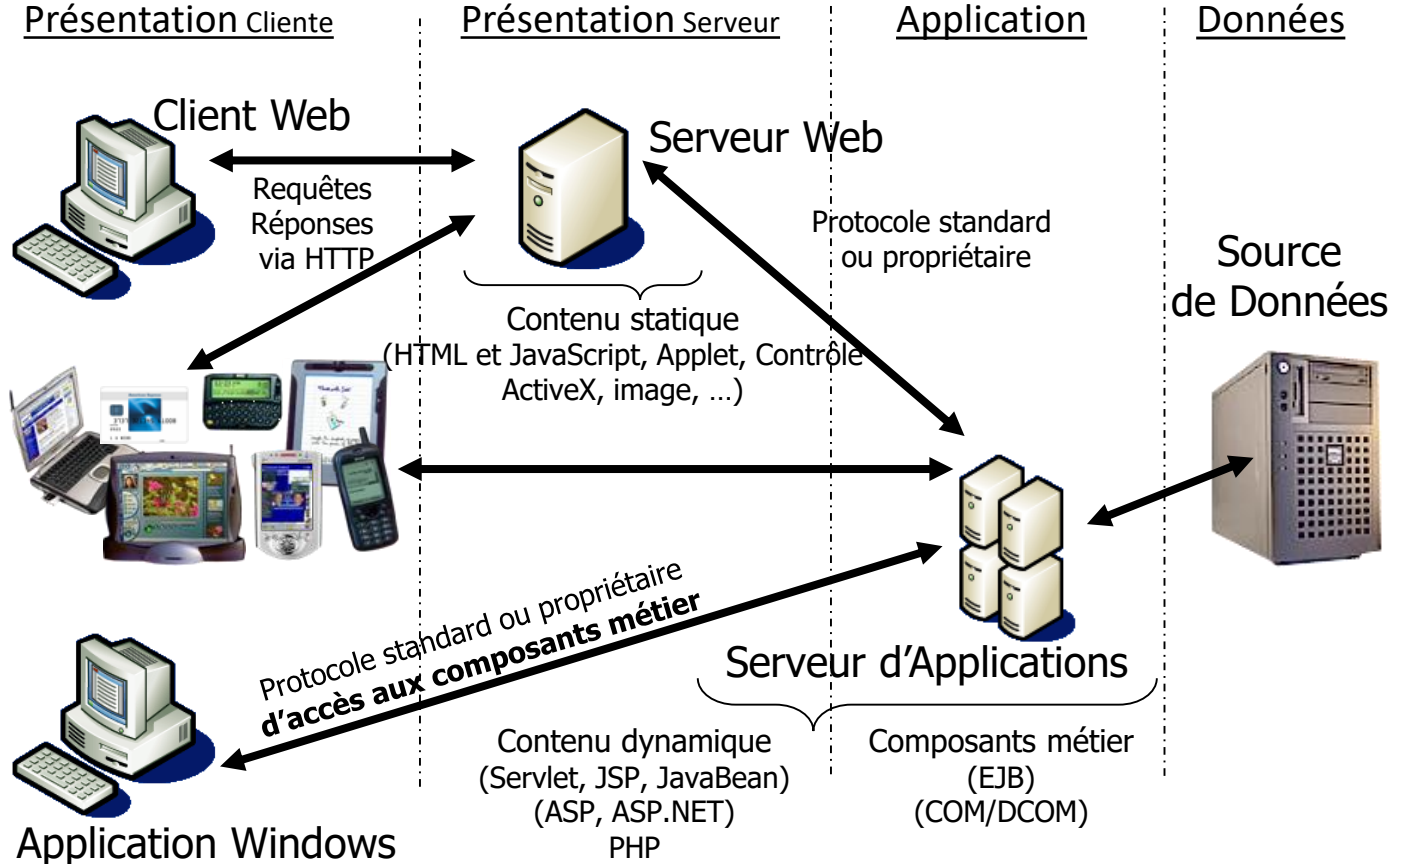 Présentation Cliente
Présentation Serveur
Application
Données
Client Web
Serveur Web
Requêtes
Réponses
via HTTP
Protocole standard
ou propriétaire
Source
de Données
Contenu statique
(HTML et JavaScript, Applet, Contrôle
ActiveX, image, …)
Protocole standard ou propriétaire
d’accès aux composants métier
Serveur d’Applications
Contenu dynamique
(Servlet, JSP, JavaBean)
(ASP, ASP.NET)
PHP
Composants métier
(EJB)
(COM/DCOM)
Application Windows